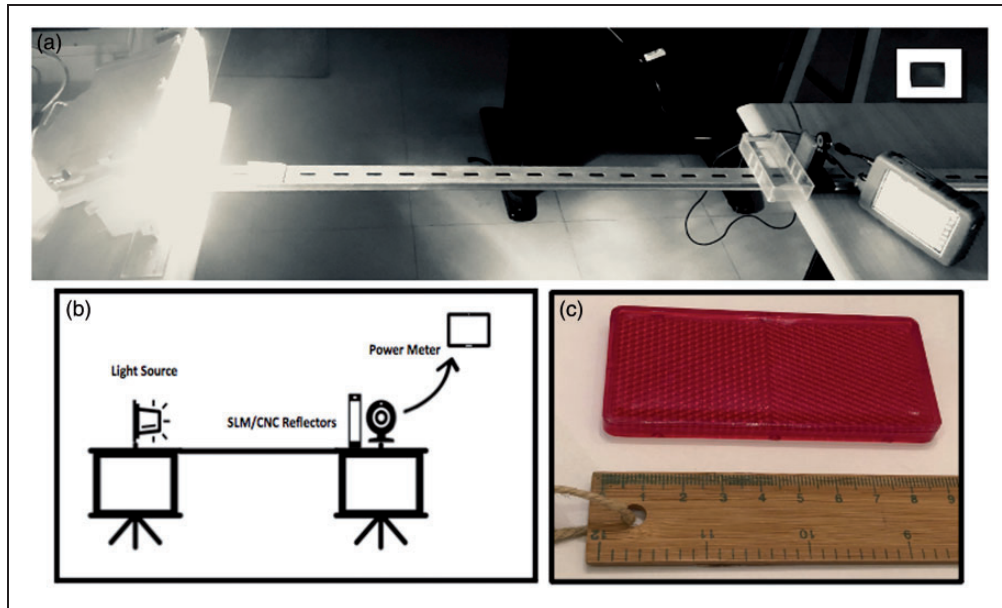 (a)
(b)
Power Meter
Light Source
SLM/CNC Reflectors
(c)
1 2 3 4 5 6 7 8 9
12 11 10 9